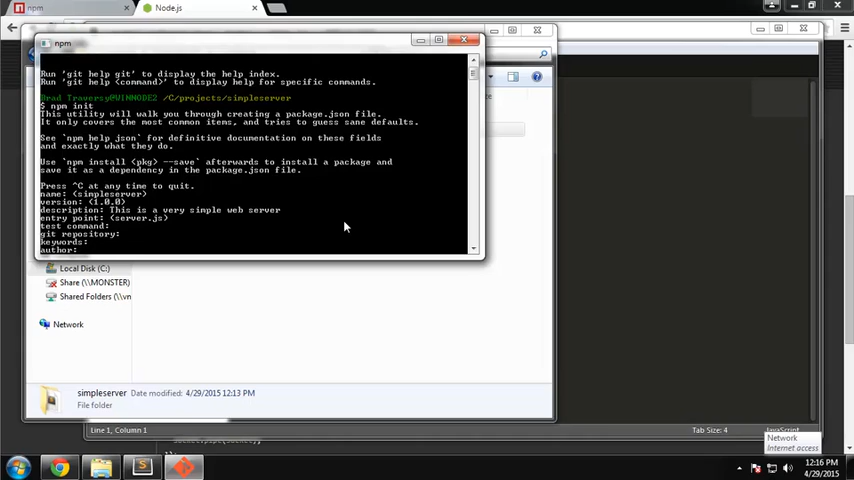 npm
Node.js
npm
Run 'git help git' to display the help index.
Run 'git help <command>' to display help for specific commands.
Brad Traversy@WINNODE2 /C/projects/simpleserver
$ npm init
This utility will walk you through creating a package.json file.
It only covers the most common items, and tries to guess sane defaults.
See `npm help json` for definitive documentation on these fields
and exactly what they do.
Use `npm install <pkg> --save` afterwards to install a package and
save it as a dependency in the package.json file.
Press ^C at any time to quit.
name: (simpleserver)
version: (1.0.0)
description: This is a very simple web server
entry point: (server.js)
test command:
git repository:
keywords:
author:
Local Disk (C:)
Share (\\MONSTER)
Shared Folders (\\vn
Network
simpleserver Date modified: 4/29/2015 12:13 PM
File folder
Line 1, Column 1
Tab Size: 4
JavaScript
Network
Internet access
12:16 PM
4/29/2015